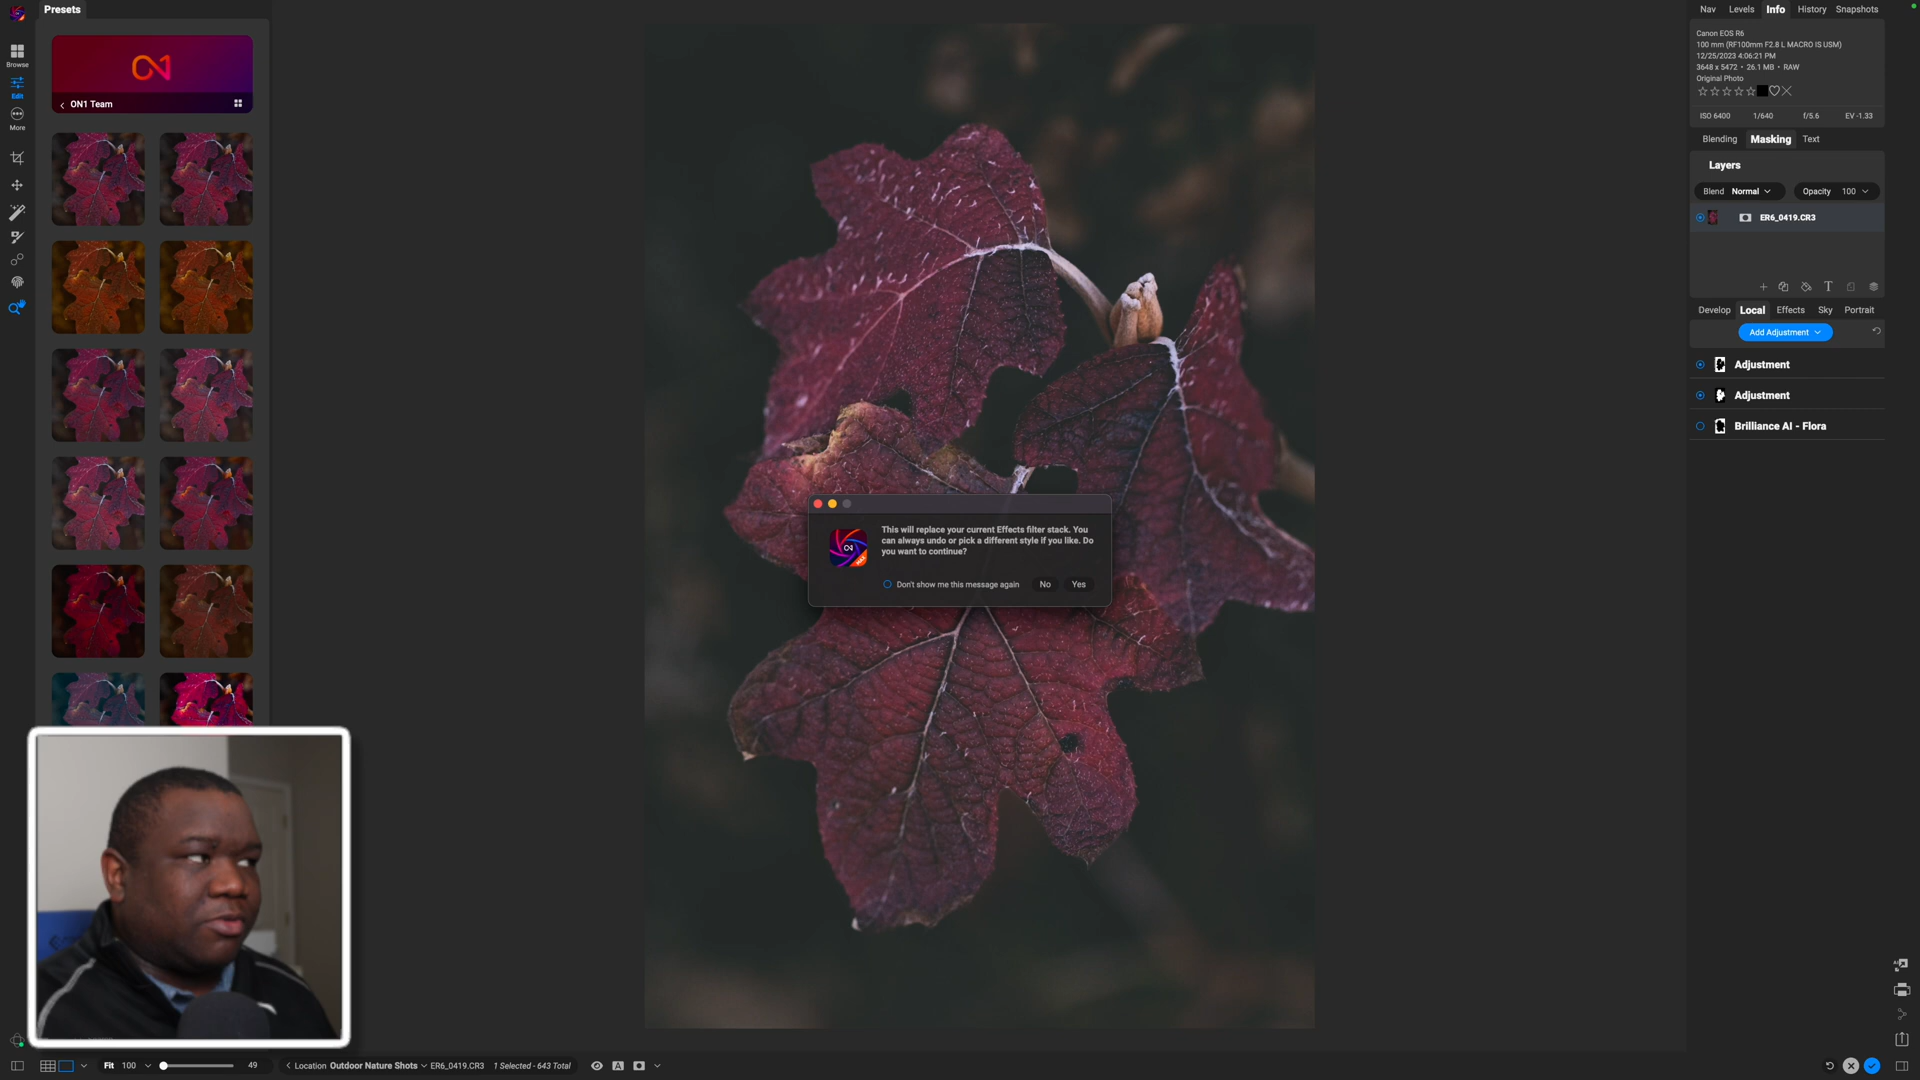 Presets
Nav Levels Info History Snapshots
Browse
Edit
More
ON1 Team
Canon EOS R6
100 mm (RF100mm F2.8 L MACRO IS USM)
12/25/2023 4:06:21 PM
3648 x 5472 • 26.1 MB • RAW
Original Photo
ISO 6400 1/640 f/5.6 EV -1.33
Blending Masking Text
Layers
Blend Normal Opacity 100
ER6_0419.CR3
Develop Local Effects Sky Portrait
Add Adjustment
Adjustment
Adjustment
Brilliance AI - Flora
This will replace your current Effects filter stack. You
can always undo or pick a different style if you like. Do
you want to continue?
Don't show me this message again No Yes
Fit 100 49 Location Outdoor Nature Shots ER6_0419.CR3 1 Selected - 643 Total